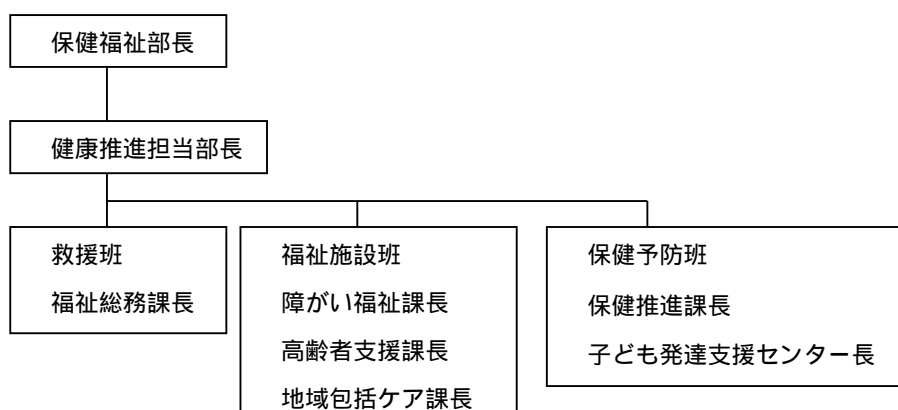 保健福祉部長
健康推進担当部長
救援班
福祉総務課長
福祉施設班
障がい福祉課長
高齢者支援課長
地域包括ケア課長
保健予防班
保健推進課長
子ども発達支援センター長